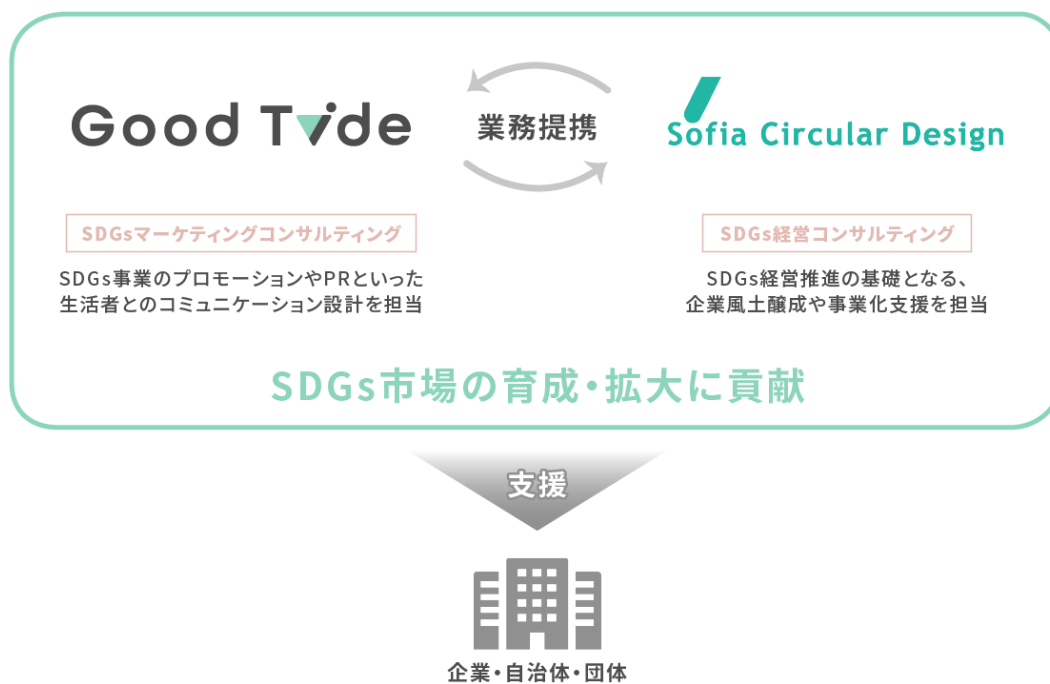 Good Tide
業務提携
Sofia Circular Design
SDGsマーケティングコンサルティング
SDGs事業のプロモーションやPRといった
生活者とのコミュニケーション設計を担当
SDGs経営コンサルティング
SDGs経営推進の基礎となる、
企業風土醸成や事業化支援を担当
SDGs市場の育成・拡大に貢献
支援
企業・自治体・団体